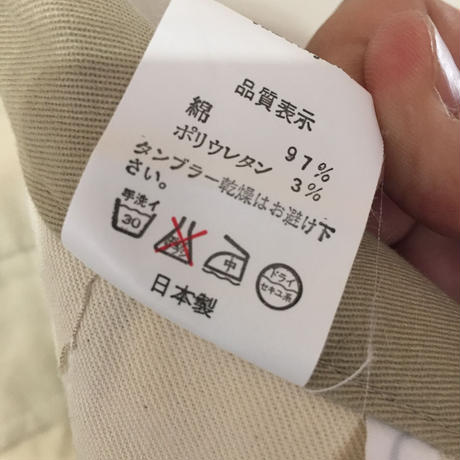 品質表示
綿 97%
ポリウレタン 3%
タンブラー乾燥はお避け下
さい。
手洗イ
30
中
ドライ
セキユ系
日本製